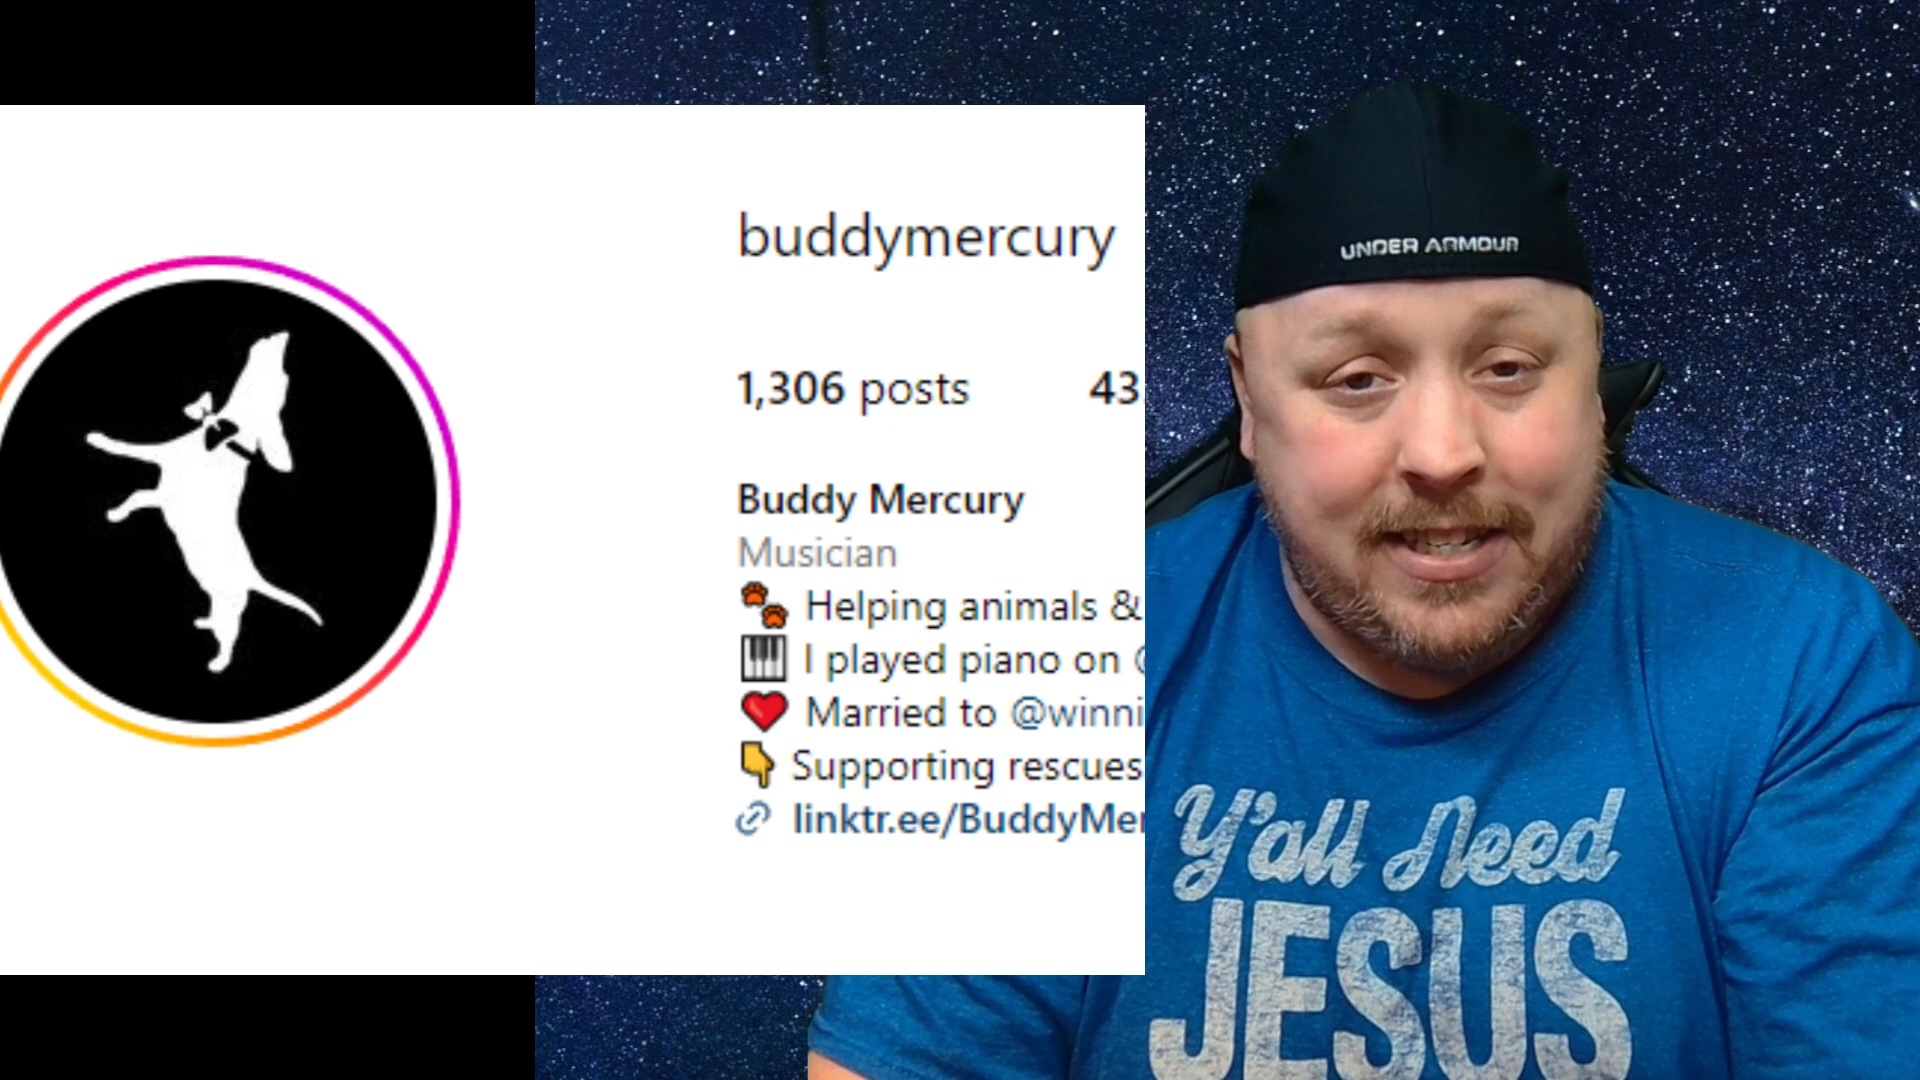 buddymercury
1,306 posts 43
Buddy Mercury
Musician
Helping animals &
I played piano on
Married to @winni
Supporting rescues
linktr.ee/BuddyMer
UNDER ARMOUR
Y'all Need
JESUS